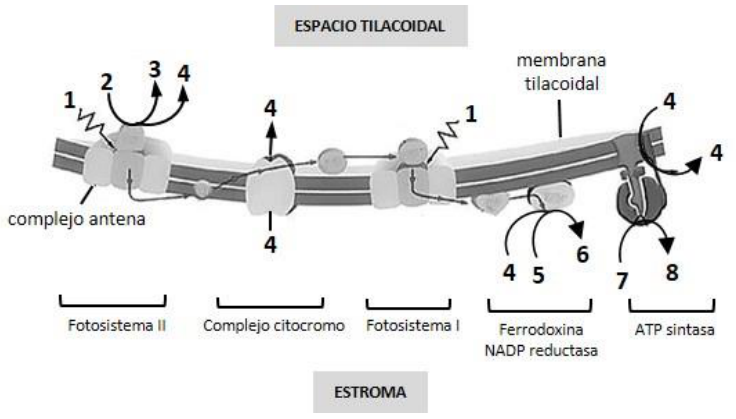 ESPACIO TILACOIDAL
membrana
tilacoidal
1
2
3
4
4
1
4
4
complejo antena
4
4
5
6
7
8
Fotosistema II
Complejo citocromo
Fotosistema I
Ferrodoxina
NADP reductasa
ATP sintasa
ESTROMA